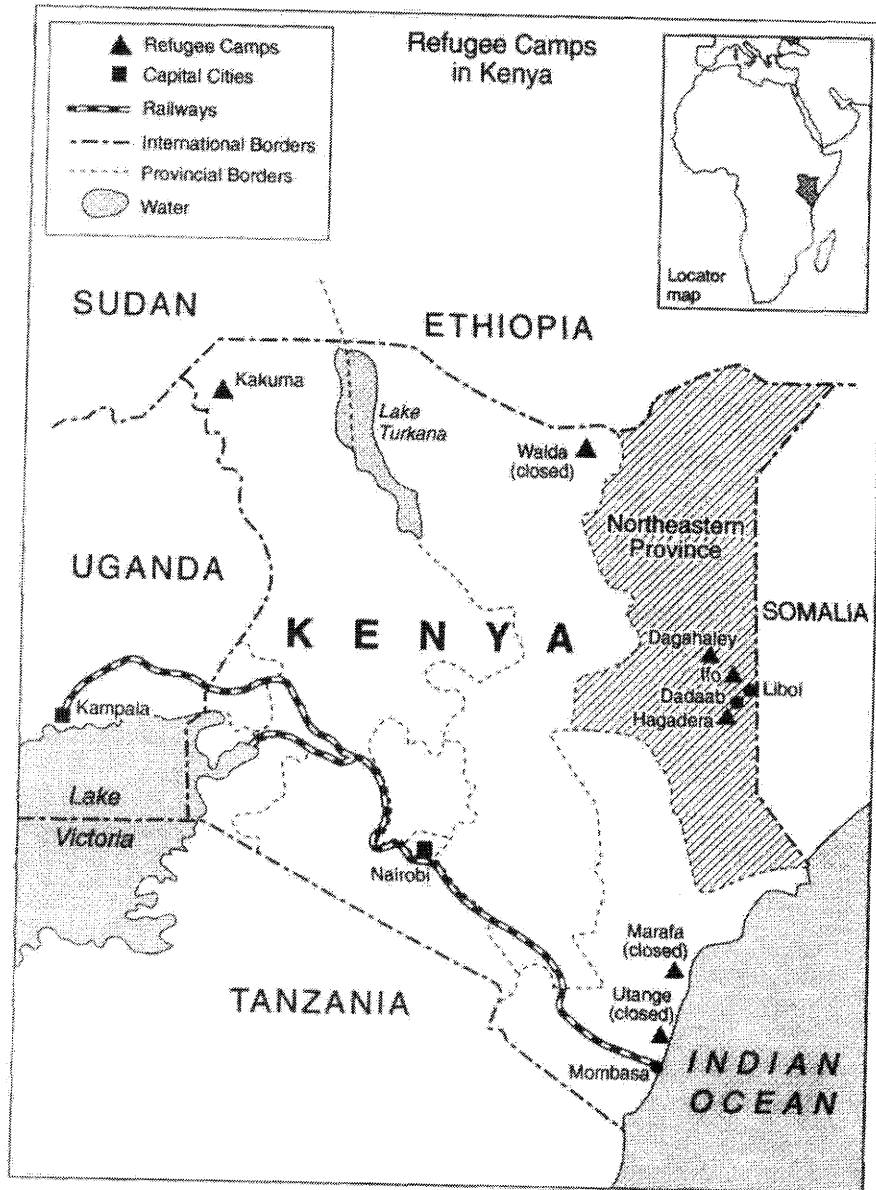 Refugee Camps
Capital Cities
Railways
International Borders
Provincial Borders
Water
Refugee Camps
in Kenya
Locator
map
SUDAN
ETHIOPIA
Kakuma
Lake
Turkana
Walda
(closed)
Northeastern
Province
UGANDA
KENYA
SOMALIA
Dagahaley
Ifo
Liboi
Dadaab
Hagadera
Kampala
Lake
Victoria
Nairobi
Marafa
(closed)
Utange
(closed)
TANZANIA
Mombasa
INDIAN
OCEAN